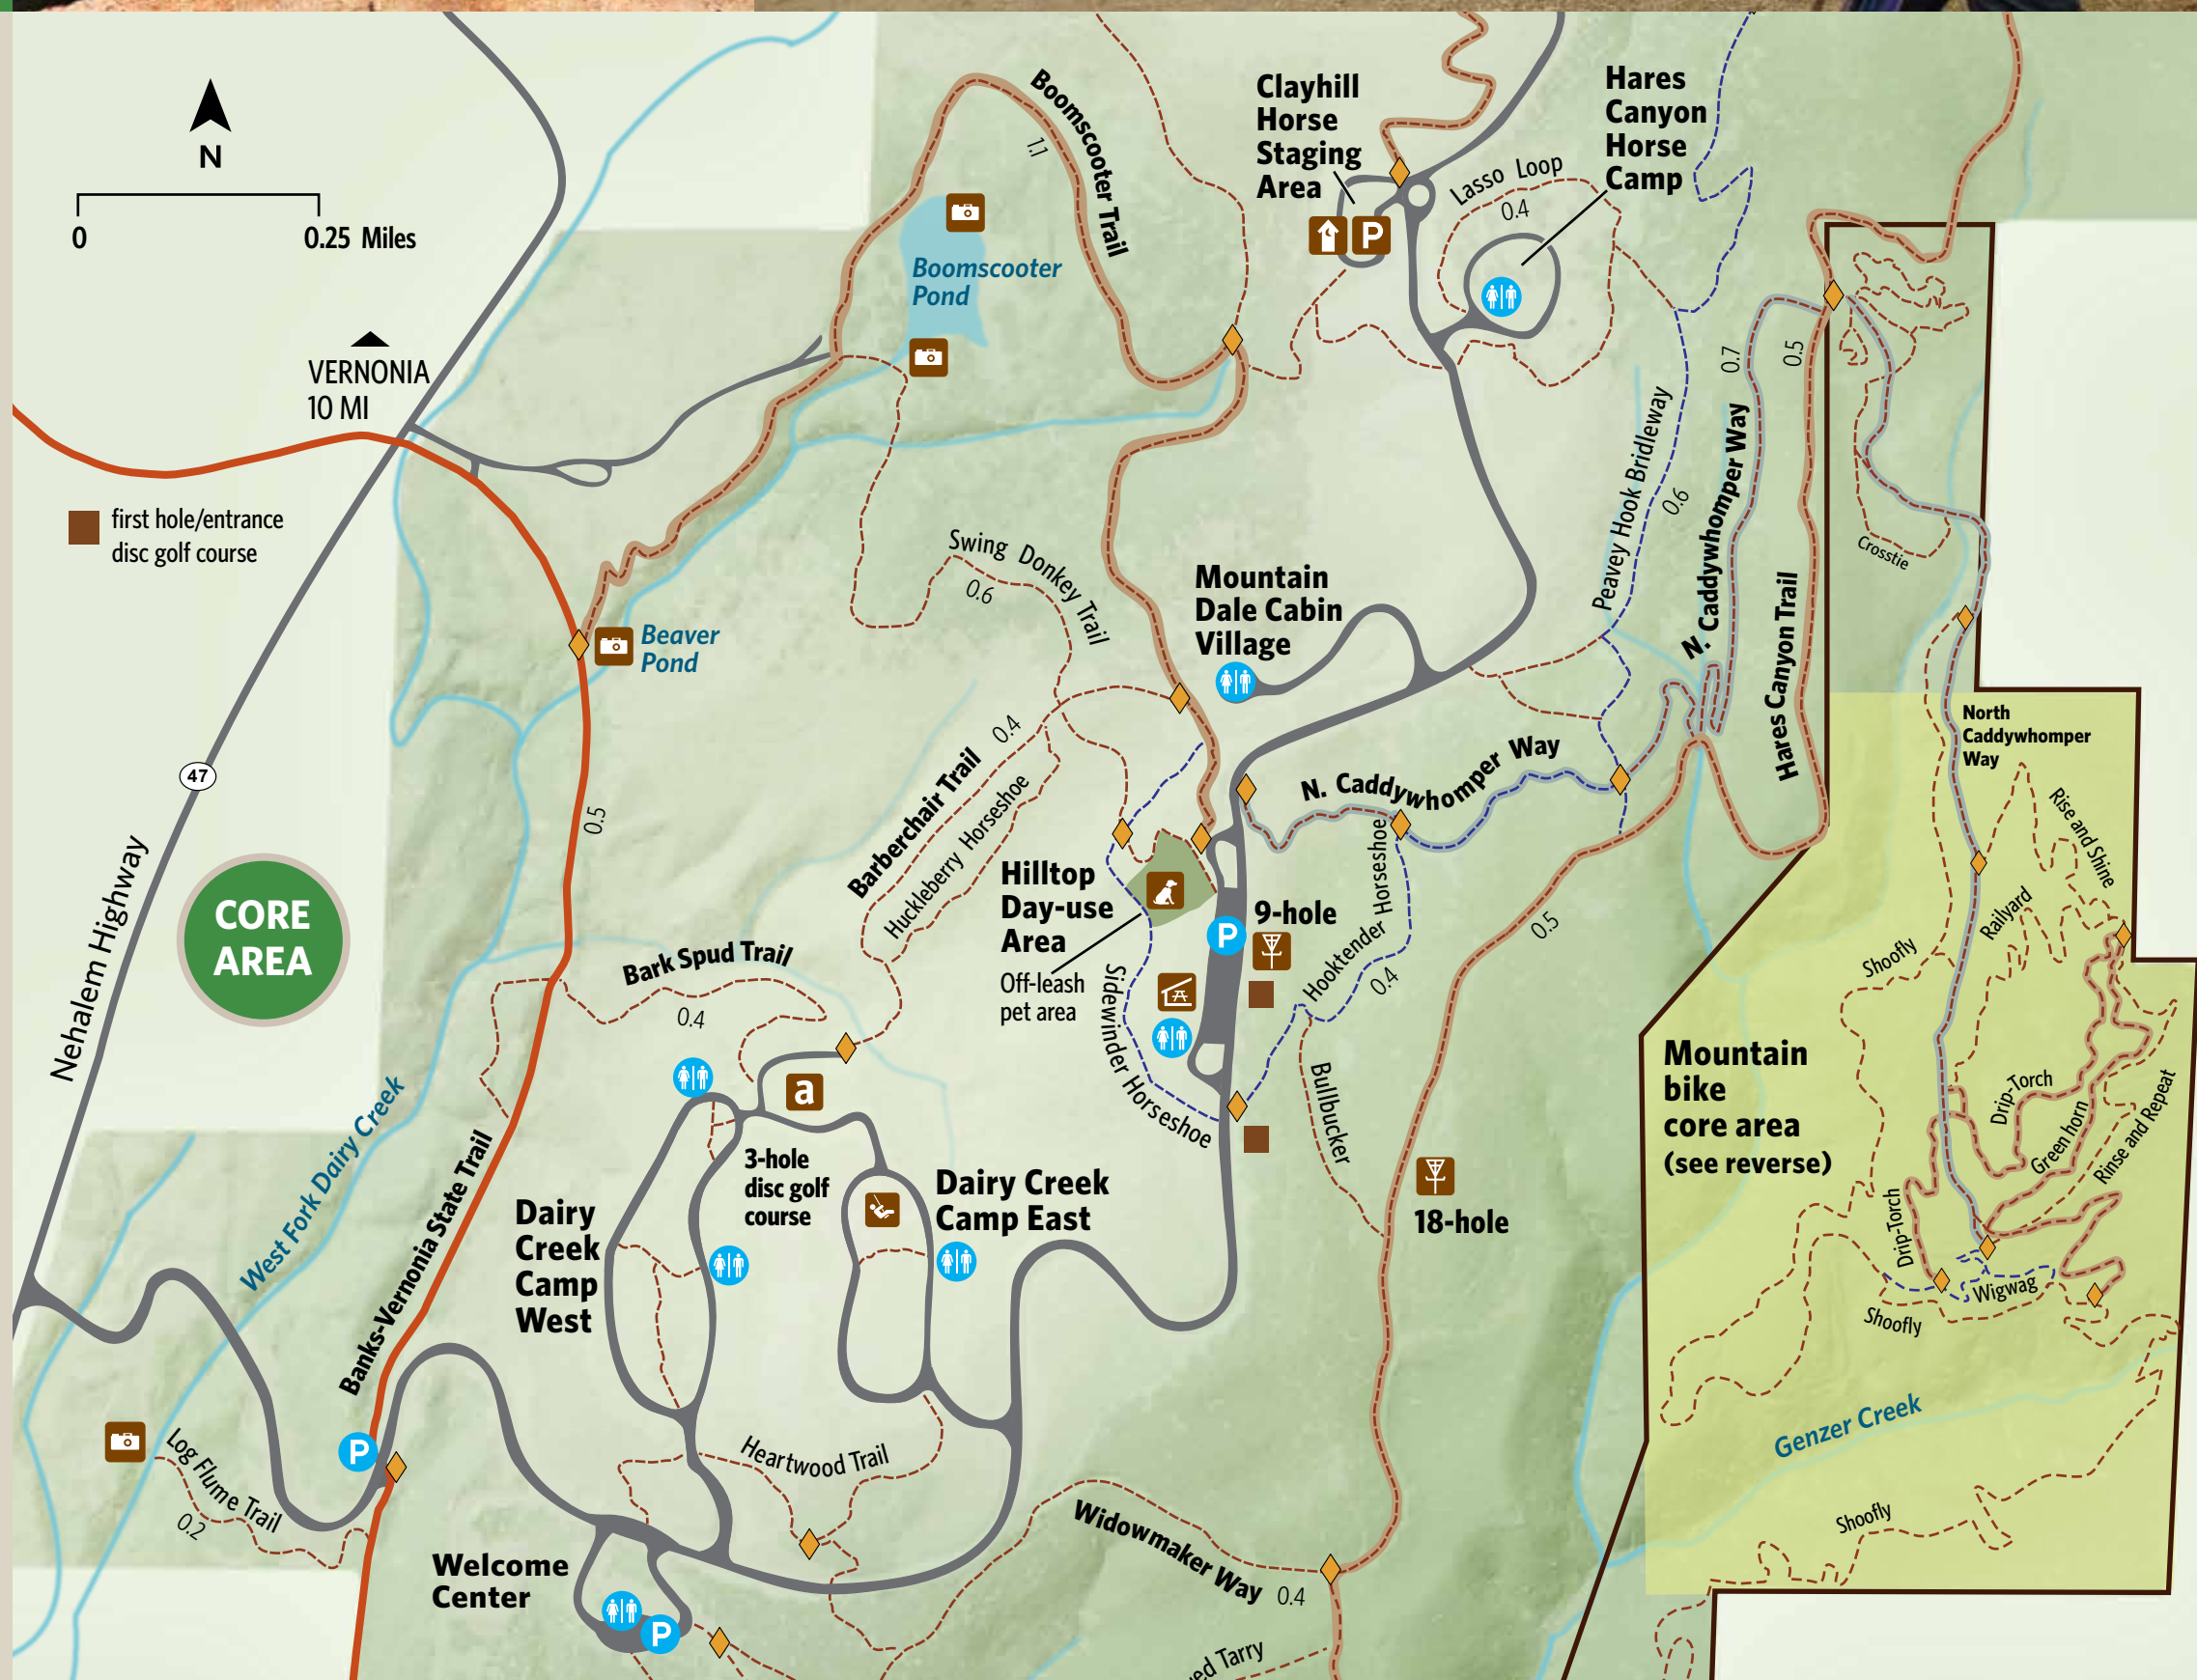 N
0
0.25 Miles
VERNONIA
10 MI
first hole/entrance
disc golf course
47
Nehalem Highway
CORE
AREA
Boomscooter Trail
1.1
Boomscooter
Pond
Beaver
Pond
Clayhill
Horse
Staging
Area
P
Hares
Canyon
Horse
Camp
Lasso Loop
0.4
Swing Donkey Trail
0.6
Mountain
Dale Cabin
Village
Peavey Hook Bridleway
0.6
N. Caddywhomper Way
0.7
0.5
Hares Canyon Trail
Crosstie
North
Caddywhomper
Way
Rise and Shine
Railyard
Shoofly
N. Caddywhomper Way
Barberchair Trail
0.4
Huckleberry Horseshoe
0.5
Hilltop
Day-use
Area
Off-leash
pet area
P
9-hole
Hooktender Horseshoe
0.4
0.5
Bark Spud Trail
0.4
Sidewinder Horseshoe
Bullbucker
a
3-hole
disc golf
course
Dairy
Creek
Camp
West
Dairy Creek
Camp East
18-hole
Mountain
bike
core area
(see reverse)
Drip-Torch
Green horn
Rinse and Repeat
Drip-Torch
Wigwag
Shoofly
Genzer Creek
Shoofly
West Fork Dairy Creek
Banks-Vernonia State Trail
P
Log Flume Trail
0.2
Heartwood Trail
Welcome
Center
P
Widowmaker Way
0.4
Tarry